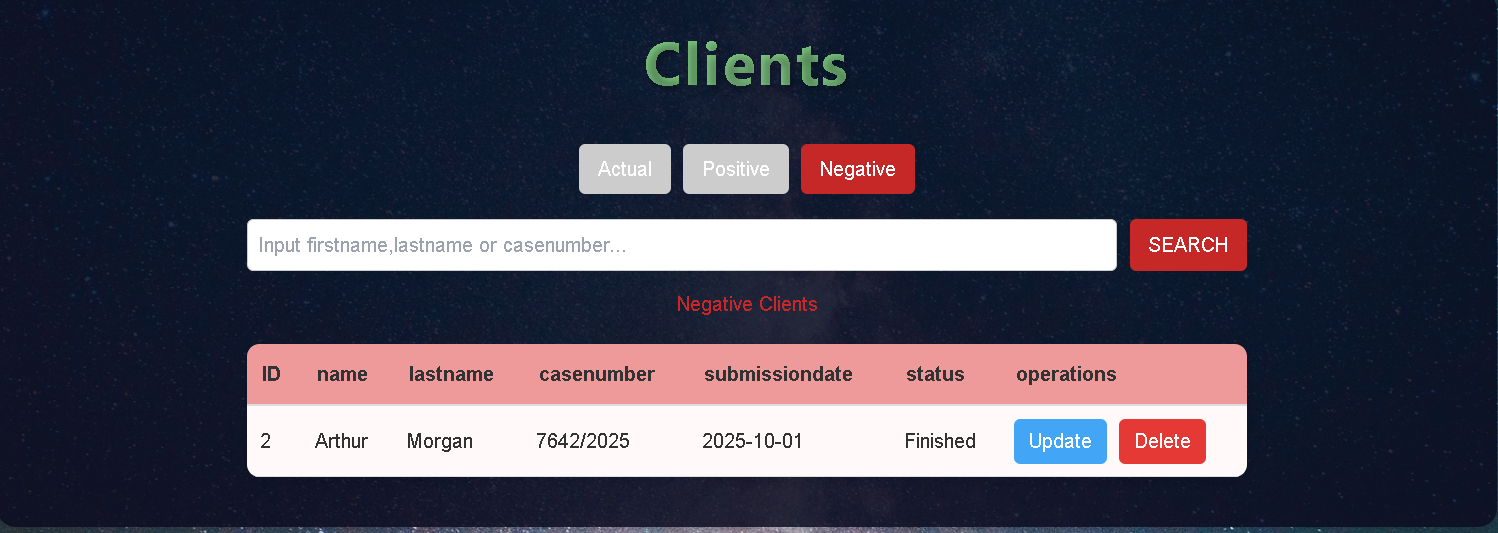 Clients
Actual Positive Negative
Input firstname,lastname or casenumber... SEARCH
Negative Clients
ID name lastname casenumber submissiondate status operations
2 Arthur Morgan 7642/2025 2025-10-01 Finished Update Delete